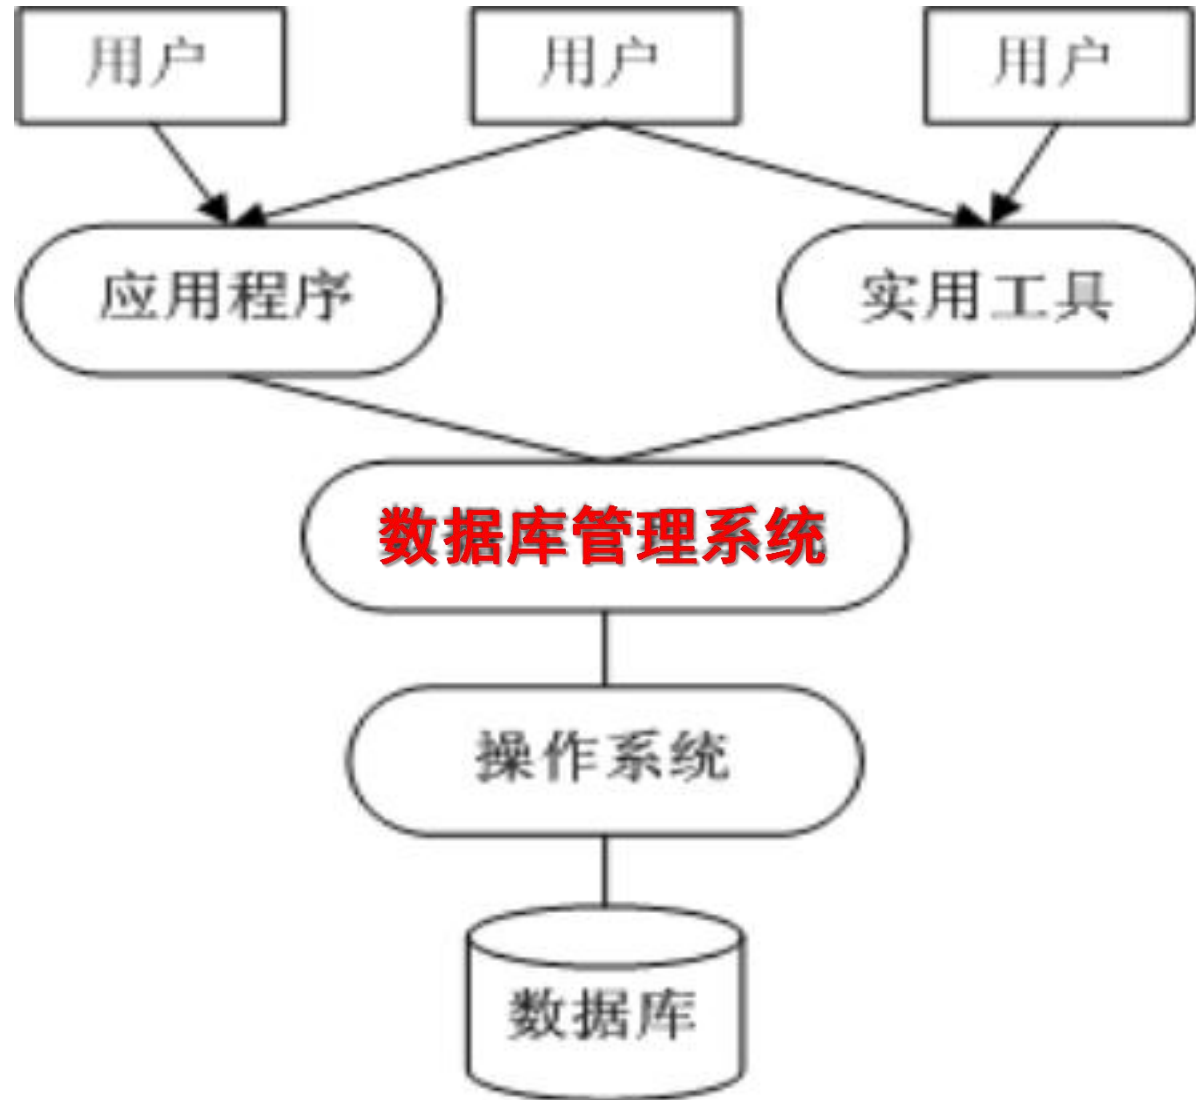 用户
用户
用户
应用程序
实用工具
数据库管理系统
操作系统
数据库